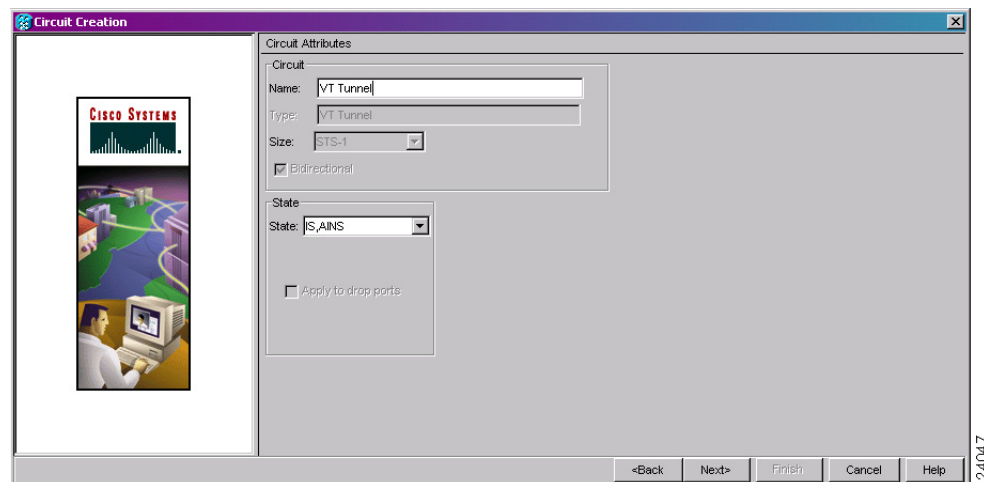 Circuit Creation
Circuit Attributes
Circuit
Name: VT Tunnel
Type: VT Tunnel
Size: STS-1
Bidirectional
State
State: IS,AINS
Apply to drop ports
CISCO SYSTEMS
<Back Next> Finish Cancel Help
24047